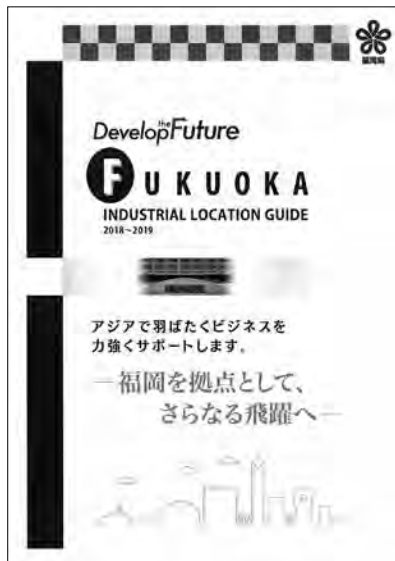 福岡県
Develop the Future
FUKUOKA
INDUSTRIAL LOCATION GUIDE
2018~2019
アジアで羽ばたくビジネスを
力強くサポートします。
―福岡を拠点として、
さらなる飛躍へ―